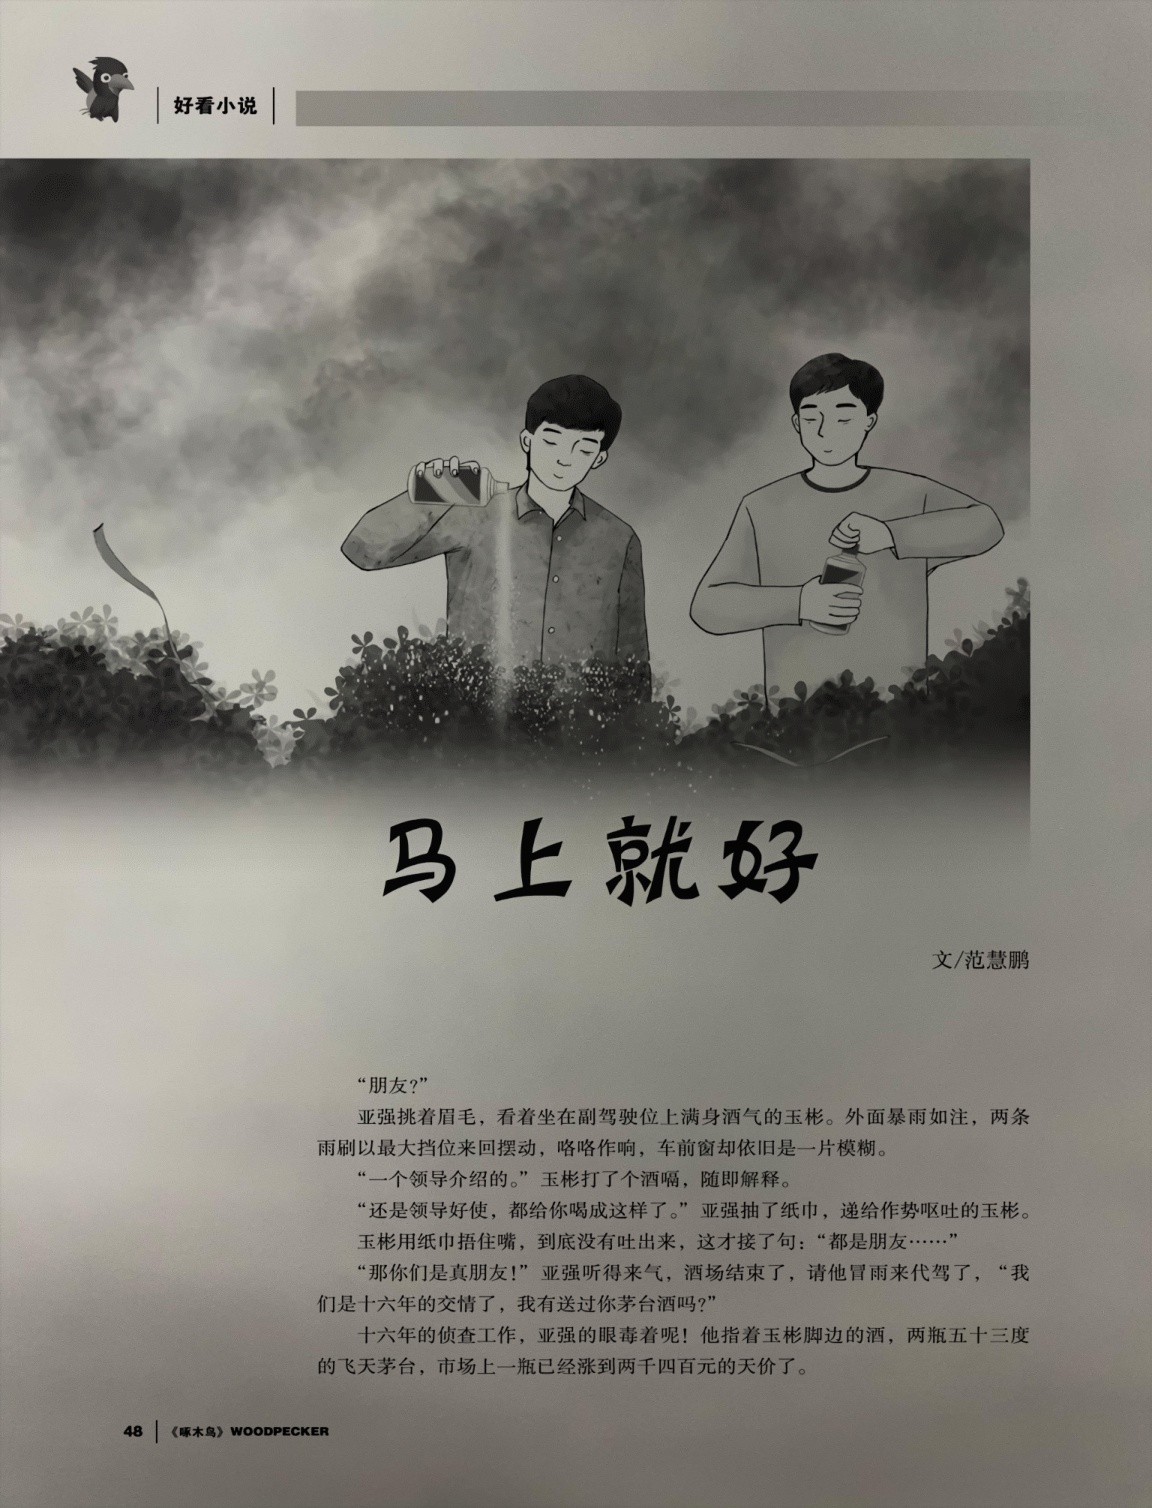 好看小说
马上就好
文/范慧鹏
“朋友?”
亚强挑着眉毛，看着坐在副驾驶位上满身酒气的玉彬。外面暴雨如注，两条
雨刷以最大挡位来回摆动，咯咯作响，车前窗却依旧是一片模糊。
“一个领导介绍的。”玉彬打了个酒嗝，随即解释。
“还是领导好使，都给你喝成这样了。”亚强抽了纸巾，递给作势呕吐的玉彬。
玉彬用纸巾捂住嘴，到底没有吐出来，这才接了句：“都是朋友……”
“那你们是真朋友！”亚强听得来气，酒场结束了，请他冒雨来代驾了，“我
们是十六年的交情了，我有送过你茅台酒吗?”
十六年的侦查工作，亚强的眼毒着呢！他指着玉彬脚边的酒，两瓶五十三度
的飞天茅台，市场上一瓶已经涨到两千四百元的天价了。
48 《啄木鸟》WOODPECKER